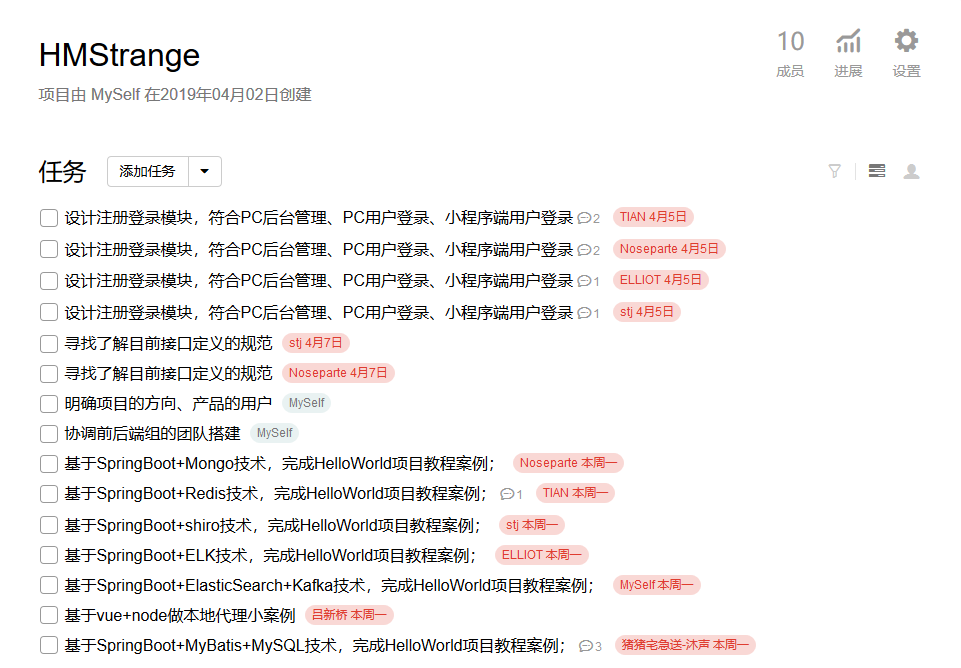 HMStrange
10
成员
进展
设置
项目由 MySelf 在2019年04月02日创建
任务 添加任务
设计注册登录模块，符合PC后台管理、PC用户登录、小程序端用户登录 2 TIAN 4月5日
设计注册登录模块，符合PC后台管理、PC用户登录、小程序端用户登录 2 Noseparte 4月5日
设计注册登录模块，符合PC后台管理、PC用户登录、小程序端用户登录 1 ELLIOT 4月5日
设计注册登录模块，符合PC后台管理、PC用户登录、小程序端用户登录 1 stj 4月5日
寻找了解目前接口定义的规范 stj 4月7日
寻找了解目前接口定义的规范 Noseparte 4月7日
明确项目的方向、产品的用户 MySelf
协调前后端组的团队搭建 MySelf
基于SpringBoot+Mongo技术，完成HelloWorld项目教程案例； Noseparte 本周一
基于SpringBoot+Redis技术，完成HelloWorld项目教程案例； 1 TIAN 本周一
基于SpringBoot+shiro技术，完成HelloWorld项目教程案例； stj 本周一
基于SpringBoot+ELK技术，完成HelloWorld项目教程案例； ELLIOT 本周一
基于SpringBoot+ElasticSearch+Kafka技术，完成HelloWorld项目教程案例； MySelf 本周一
基于vue+node做本地代理小案例 吕新桥 本周一
基于SpringBoot+MyBatis+MySQL技术，完成HelloWorld项目教程案例； 3 猪猪宅急送-沐声 本周一